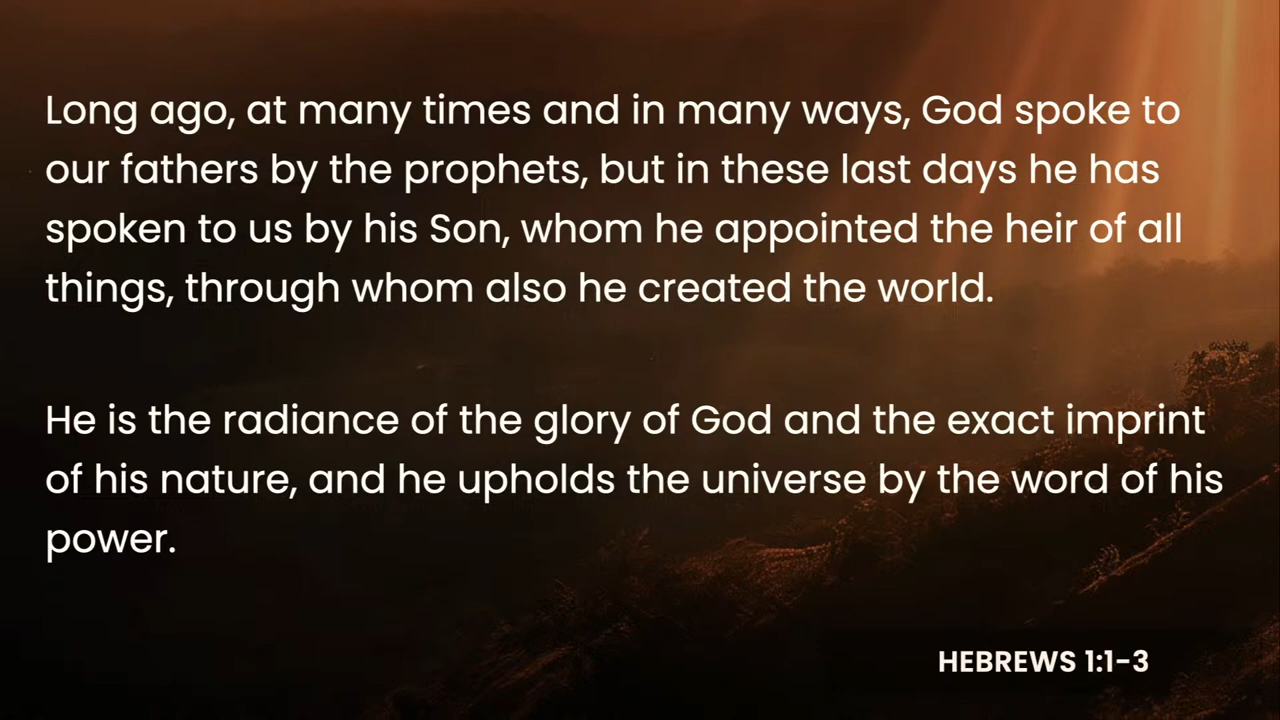 Long ago, at many times and in many ways, God spoke to
our fathers by the prophets, but in these last days he has
spoken to us by his Son, whom he appointed the heir of all
things, through whom also he created the world.
He is the radiance of the glory of God and the exact imprint
of his nature, and he upholds the universe by the word of his
power.
HEBREWS 1:1-3